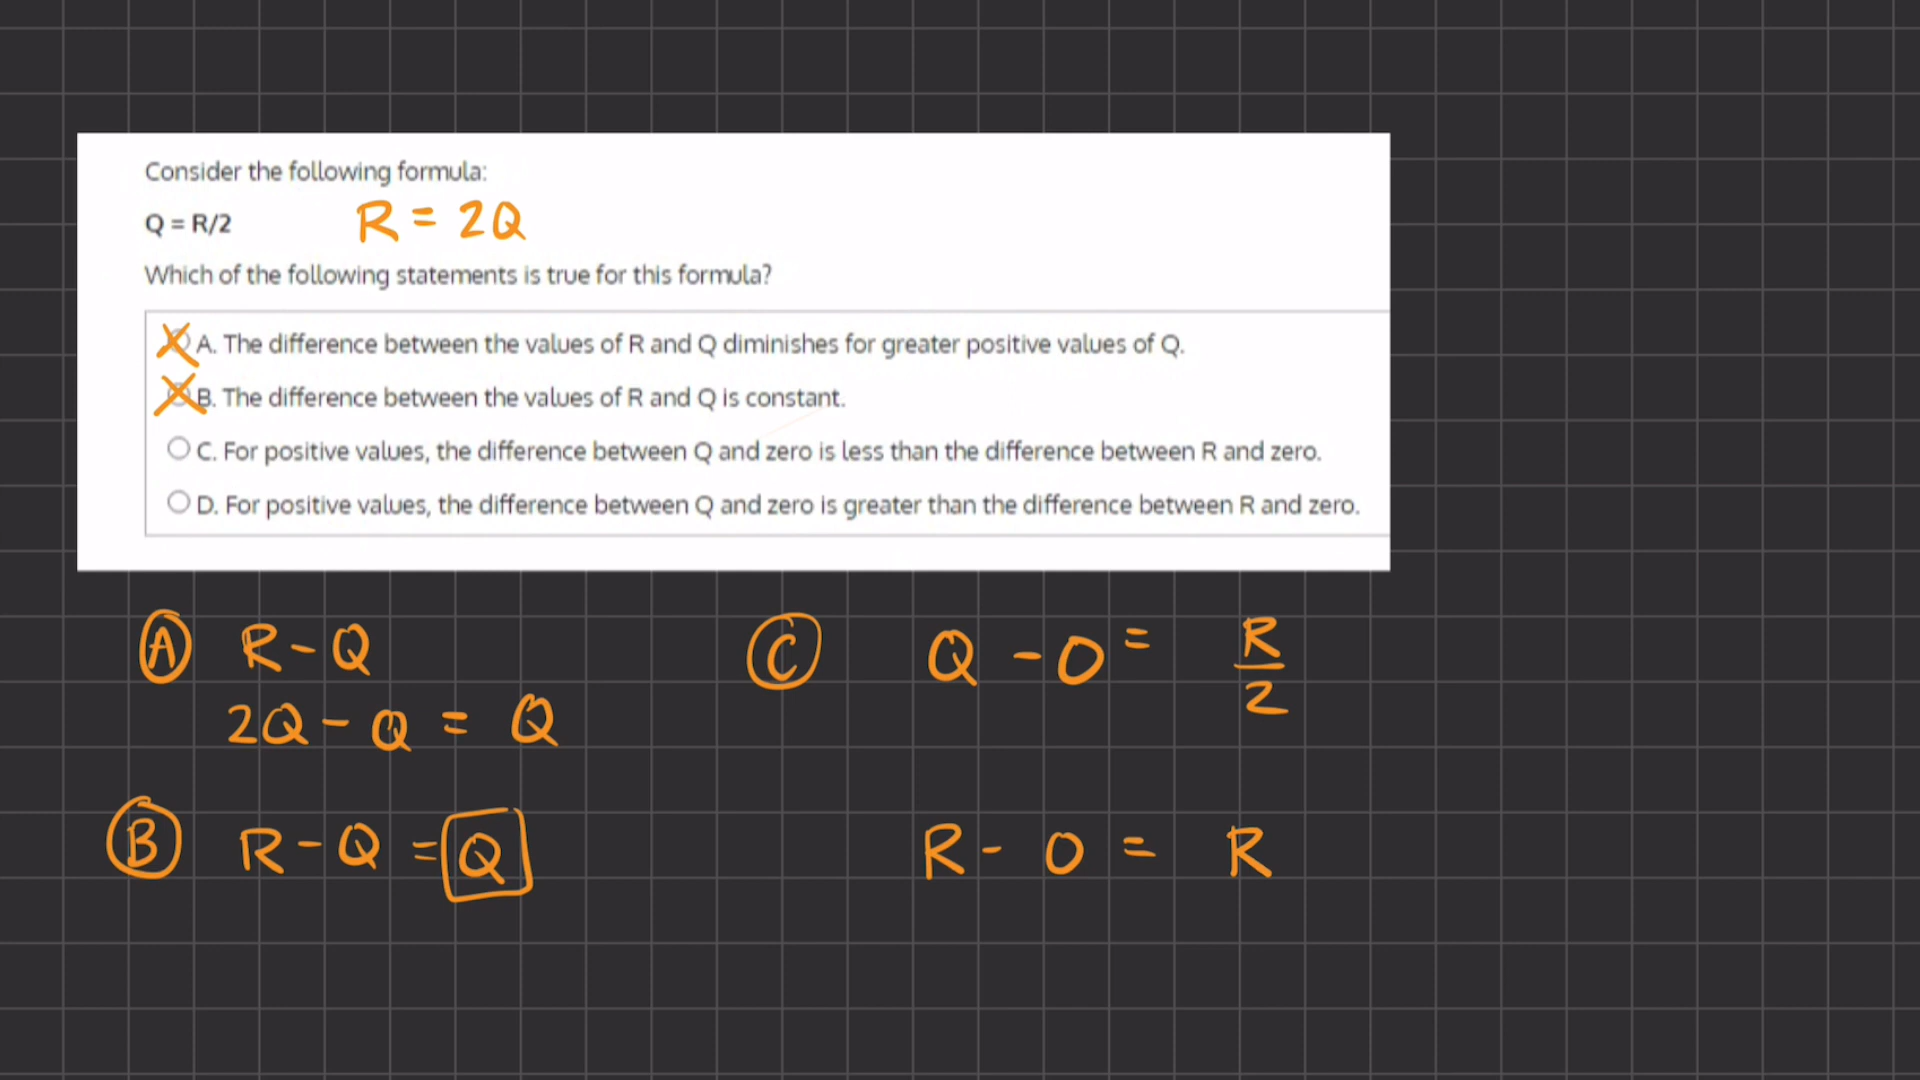 Consider the following formula:
Q = R/2
R = 2Q
Which of the following statements is true for this formula?
A. The difference between the values of R and Q diminishes for greater positive values of Q.
B. The difference between the values of R and Q is constant.
C. For positive values, the difference between Q and zero is less than the difference between R and zero.
D. For positive values, the difference between Q and zero is greater than the difference between R and zero.
A R-Q
2Q - Q = Q
B R-Q = Q
C Q - 0 = R/2
R - 0 = R